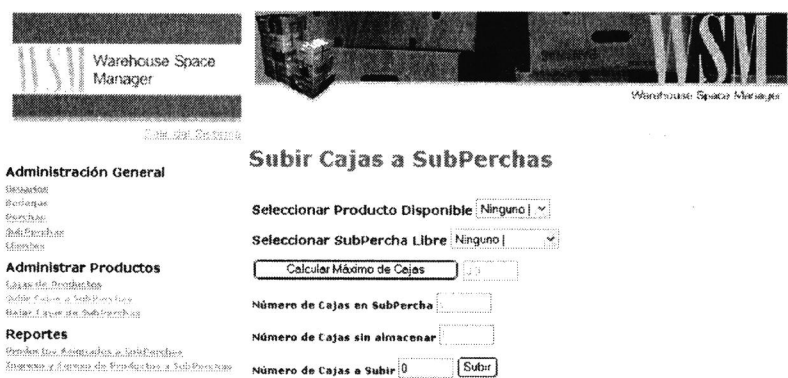 WSM Warehouse Space
Manager
WSM
Warehouse Space Manager
Salir del Sistema
Subir Cajas a SubPerchas
Administración General
Usuarios
Bodegas
Perchas
SubPerchas
Clientes
Seleccionar Producto Disponible Ninguno |
Seleccionar SubPercha Libre Ninguno |
Administrar Productos
Cajas de Productos
Subir Cajas a SubPerchas
Bajar Cajas de SubPerchas
Calcular Máximo de Cajas
Número de Cajas en SubPercha
Reportes
Productos Asignados a SubPerchas
Ingreso y Egreso de Productos a SubPerchas
Número de Cajas sin almacenar
Número de Cajas a Subir 0 Subir